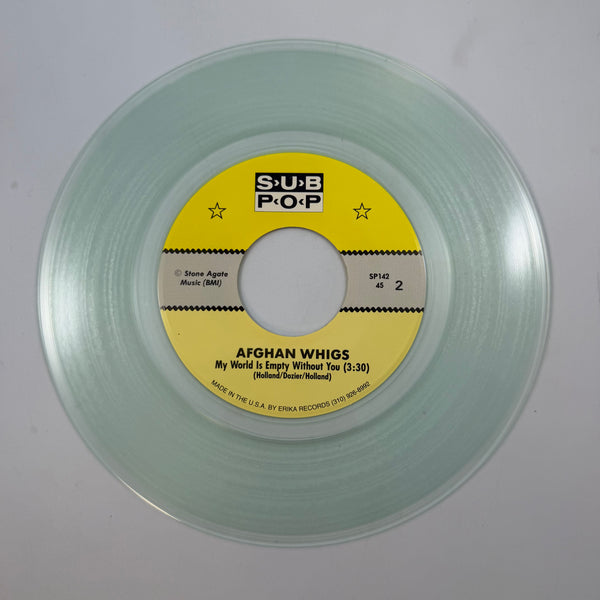 S›U›B
P‹O‹P
© Stone Agate
Music (BMI)
SP142
45 2
AFGHAN WHIGS
My World Is Empty Without You (3:30)
(Holland/Dozier/Holland)
MADE IN THE U.S.A. BY ERIKA RECORDS (310) 926-8992